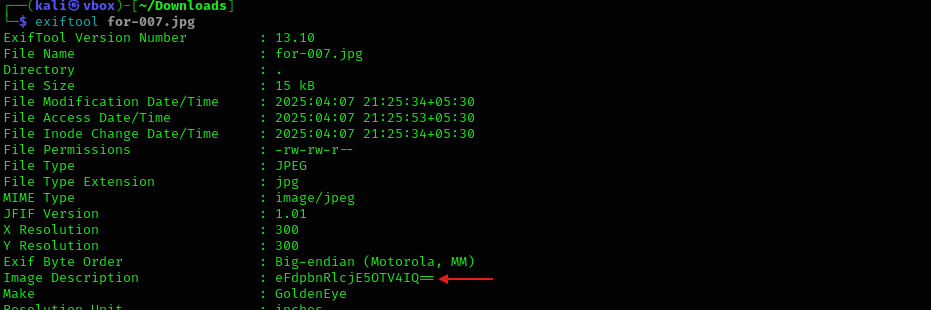 ┌──(kali㉿vbox)-[~/Downloads]
└─$ exiftool for-007.jpg
ExifTool Version Number         : 13.10
File Name                       : for-007.jpg
Directory                       : .
File Size                       : 15 kB
File Modification Date/Time     : 2025:04:07 21:25:34+05:30
File Access Date/Time           : 2025:04:07 21:25:53+05:30
File Inode Change Date/Time     : 2025:04:07 21:25:34+05:30
File Permissions                : -rw-rw-r--
File Type                       : JPEG
File Type Extension             : jpg
MIME Type                       : image/jpeg
JFIF Version                    : 1.01
X Resolution                    : 300
Y Resolution                    : 300
Exif Byte Order                 : Big-endian (Motorola, MM)
Image Description               : eFdpbnRlcjE5OTV4IQ==
Make                            : GoldenEye
Resolution Unit                 : inches